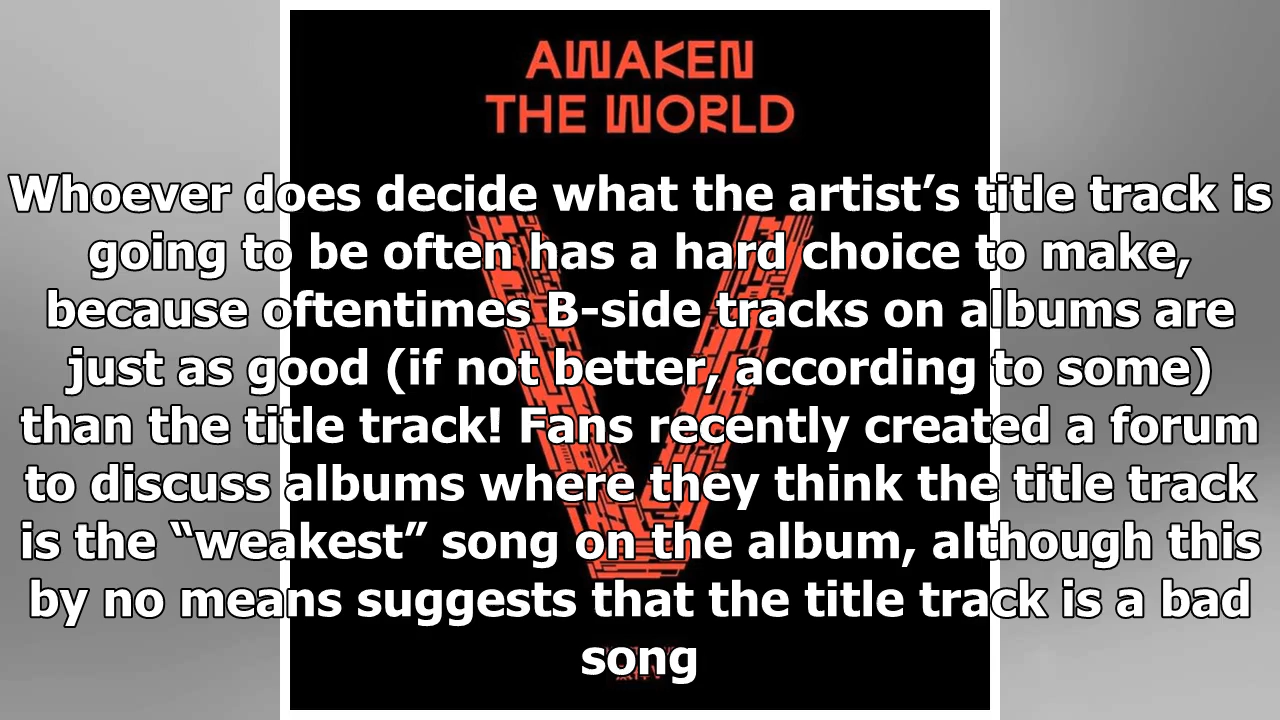 AWAKEN
THE WORLD
Whoever does decide what the artist’s title track is
going to be often has a hard choice to make,
because oftentimes B-side tracks on albums are
just as good (if not better, according to some)
than the title track! Fans recently created a forum
to discuss albums where they think the title track
is the “weakest” song on the album, although this
by no means suggests that the title track is a bad
song